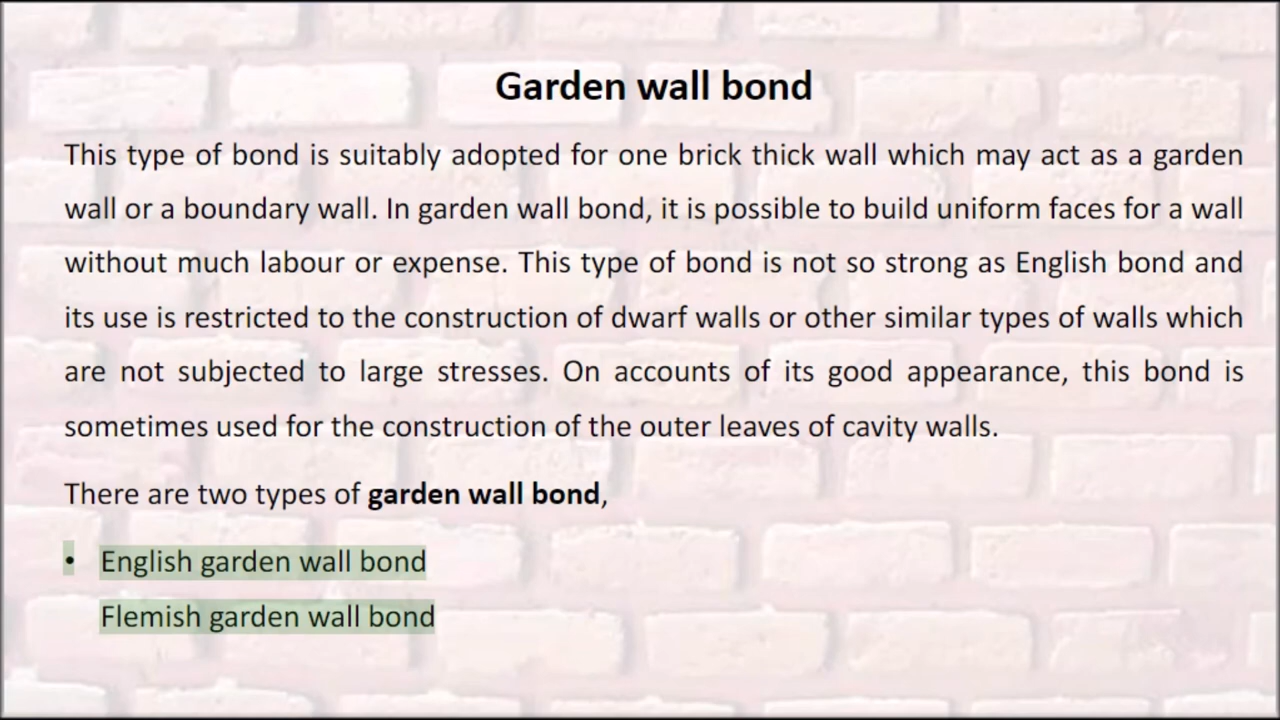 Garden wall bond
This type of bond is suitably adopted for one brick thick wall which may act as a garden
wall or a boundary wall. In garden wall bond, it is possible to build uniform faces for a wall
without much labour or expense. This type of bond is not so strong as English bond and
its use is restricted to the construction of dwarf walls or other similar types of walls which
are not subjected to large stresses. On accounts of its good appearance, this bond is
sometimes used for the construction of the outer leaves of cavity walls.
There are two types of garden wall bond,
• English garden wall bond
Flemish garden wall bond